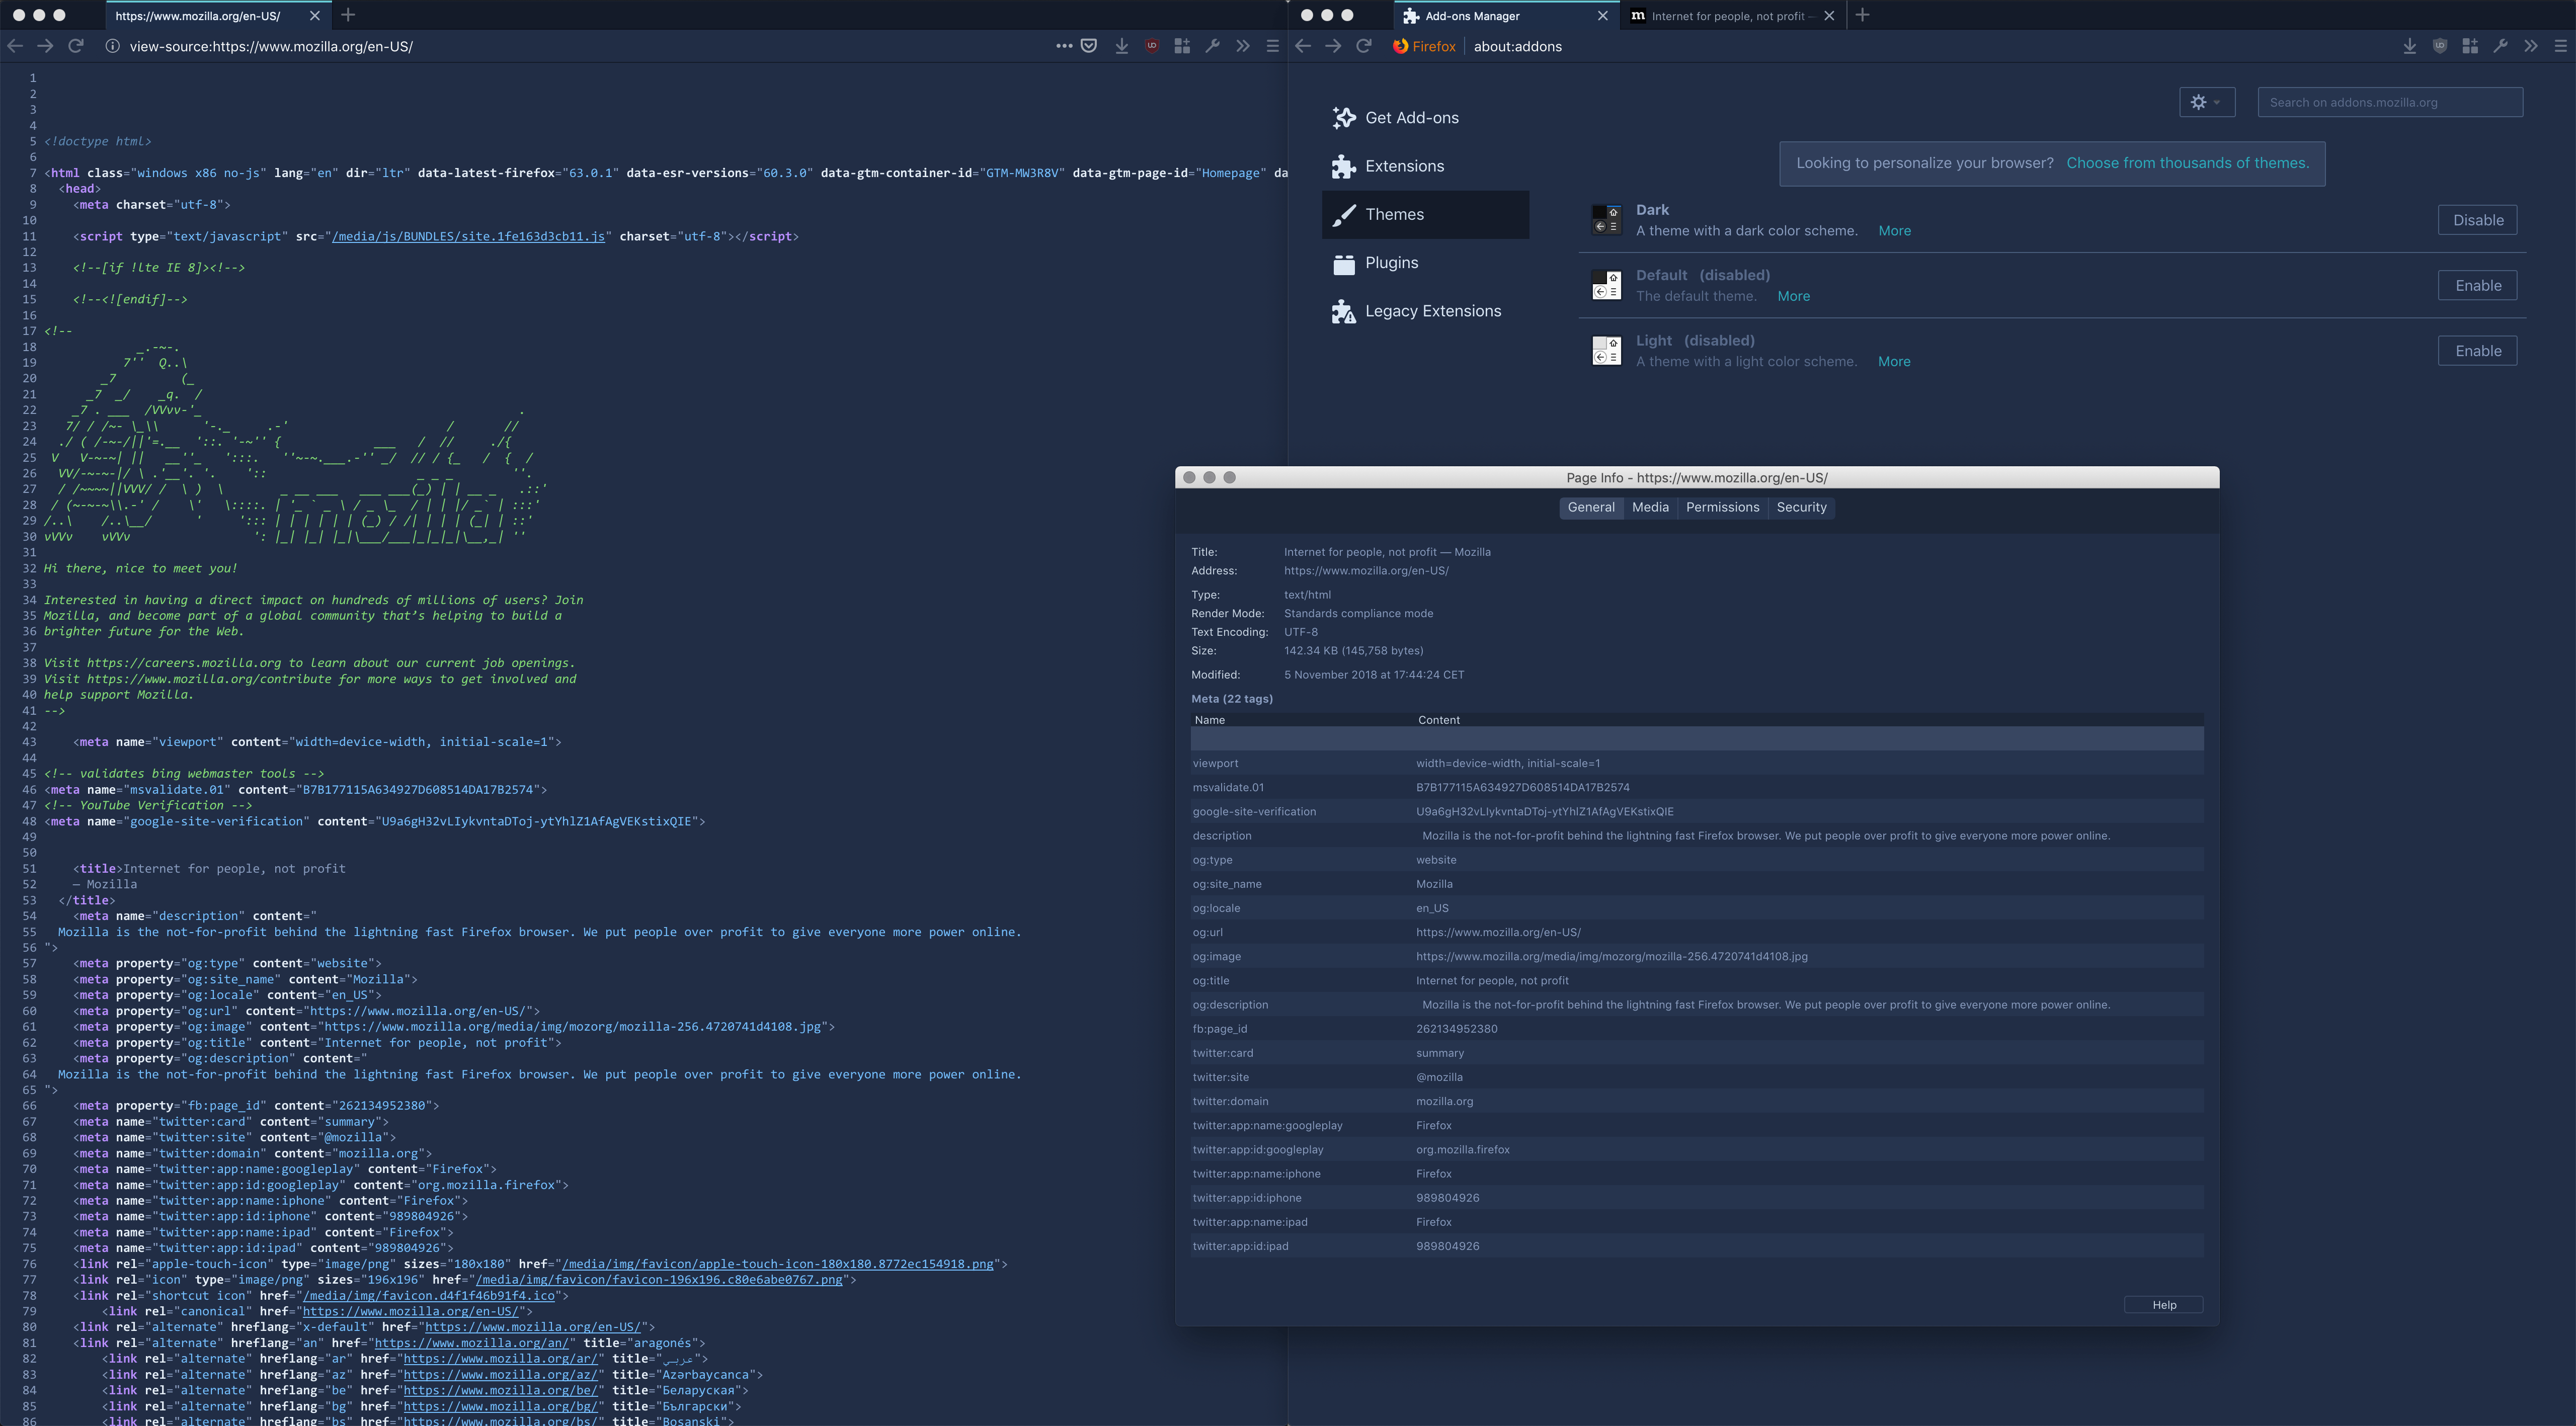 https://www.mozilla.org/en-US/
view-source:https://www.mozilla.org/en-US/
1
2
3
4
5 <!doctype html>
6
7 <html class="windows x86 no-js" lang="en" dir="ltr" data-latest-firefox="63.0.1" data-esr-versions="60.3.0" data-gtm-container-id="GTM-MW3R8V" data-gtm-page-id="Homepage" da
8 <head>
9 <meta charset="utf-8">
10
11 <script type="text/javascript" src="/media/js/BUNDLES/site.1fe163d3cb11.js" charset="utf-8"></script>
12
13 <!--[if !lte IE 8]><!-->
14
15 <!--<![endif]-->
16
17 <!--
18
19
20
21
22
23
24
25
26
27
28
29
30
31
32 Hi there, nice to meet you!
33
34 Interested in having a direct impact on hundreds of millions of users? Join
35 Mozilla, and become part of a global community that’s helping to build a
36 brighter future for the Web.
37
38 Visit https://careers.mozilla.org to learn about our current job openings.
39 Visit https://www.mozilla.org/contribute for more ways to get involved and
40 help support Mozilla.
41 -->
42
43 <meta name="viewport" content="width=device-width, initial-scale=1">
44
45 <!-- validates bing webmaster tools -->
46 <meta name="msvalidate.01" content="B7B177115A634927D608514DA17B2574">
47 <!-- YouTube Verification -->
48 <meta name="google-site-verification" content="U9a6gH32vLIykvntaDToj-ytYhlZ1AfAgVEKstixQIE">
49
50
51 <title>Internet for people, not profit
52 — Mozilla
53 </title>
54 <meta name="description" content="
55 Mozilla is the not-for-profit behind the lightning fast Firefox browser. We put people over profit to give everyone more power online.
56 ">
57 <meta property="og:type" content="website">
58 <meta property="og:site_name" content="Mozilla">
59 <meta property="og:locale" content="en_US">
60 <meta property="og:url" content="https://www.mozilla.org/en-US/">
61 <meta property="og:image" content="https://www.mozilla.org/media/img/mozorg/mozilla-256.4720741d4108.jpg">
62 <meta property="og:title" content="Internet for people, not profit">
63 <meta property="og:description" content="
64 Mozilla is the not-for-profit behind the lightning fast Firefox browser. We put people over profit to give everyone more power online.
65 ">
66 <meta property="fb:page_id" content="262134952380">
67 <meta name="twitter:card" content="summary">
68 <meta name="twitter:site" content="@mozilla">
69 <meta name="twitter:domain" content="mozilla.org">
70 <meta name="twitter:app:name:googleplay" content="Firefox">
71 <meta name="twitter:app:id:googleplay" content="org.mozilla.firefox">
72 <meta name="twitter:app:name:iphone" content="Firefox">
73 <meta name="twitter:app:id:iphone" content="989804926">
74 <meta name="twitter:app:name:ipad" content="Firefox">
75 <meta name="twitter:app:id:ipad" content="989804926">
76 <link rel="apple-touch-icon" type="image/png" sizes="180x180" href="/media/img/favicon/apple-touch-icon-180x180.8772ec154918.png">
77 <link rel="icon" type="image/png" sizes="196x196" href="/media/img/favicon/favicon-196x196.c80e6abe0767.png">
78 <link rel="shortcut icon" href="/media/img/favicon.d4f1f46b91f4.ico">
79 <link rel="canonical" href="https://www.mozilla.org/en-US/">
80 <link rel="alternate" hreflang="x-default" href="https://www.mozilla.org/en-US/">
81 <link rel="alternate" hreflang="an" href="https://www.mozilla.org/an/" title="aragonés">
82 <link rel="alternate" hreflang="ar" href="https://www.mozilla.org/ar/" title="عربي">
83 <link rel="alternate" hreflang="az" href="https://www.mozilla.org/az/" title="Azərbaycanca">
84 <link rel="alternate" hreflang="be" href="https://www.mozilla.org/be/" title="Беларуская">
85 <link rel="alternate" hreflang="bg" href="https://www.mozilla.org/bg/" title="Български">
86 <link rel="alternate" hreflang="bs" href="https://www.mozilla.org/bs/" title="Bosanski">
Add-ons Manager
m Internet for people, not profit —
Firefox
about:addons
Search on addons.mozilla.org
Get Add-ons
Extensions
Themes
Plugins
Legacy Extensions
Looking to personalize your browser? Choose from thousands of themes.
Dark
A theme with a dark color scheme. More
Disable
Default (disabled)
The default theme. More
Enable
Light (disabled)
A theme with a light color scheme. More
Enable
Page Info - https://www.mozilla.org/en-US/
General Media Permissions Security
Title: Internet for people, not profit — Mozilla
Address: https://www.mozilla.org/en-US/
Type: text/html
Render Mode: Standards compliance mode
Text Encoding: UTF-8
Size: 142.34 KB (145,758 bytes)
Modified: 5 November 2018 at 17:44:24 CET
Meta (22 tags)
Name Content
viewport width=device-width, initial-scale=1
msvalidate.01 B7B177115A634927D608514DA17B2574
google-site-verification U9a6gH32vLIykvntaDToj-ytYhlZ1AfAgVEKstixQIE
description Mozilla is the not-for-profit behind the lightning fast Firefox browser. We put people over profit to give everyone more power online.
og:type website
og:site_name Mozilla
og:locale en_US
og:url https://www.mozilla.org/en-US/
og:image https://www.mozilla.org/media/img/mozorg/mozilla-256.4720741d4108.jpg
og:title Internet for people, not profit
og:description Mozilla is the not-for-profit behind the lightning fast Firefox browser. We put people over profit to give everyone more power online.
fb:page_id 262134952380
twitter:card summary
twitter:site @mozilla
twitter:domain mozilla.org
twitter:app:name:googleplay Firefox
twitter:app:id:googleplay org.mozilla.firefox
twitter:app:name:iphone Firefox
twitter:app:id:iphone 989804926
twitter:app:name:ipad Firefox
twitter:app:id:ipad 989804926
Help